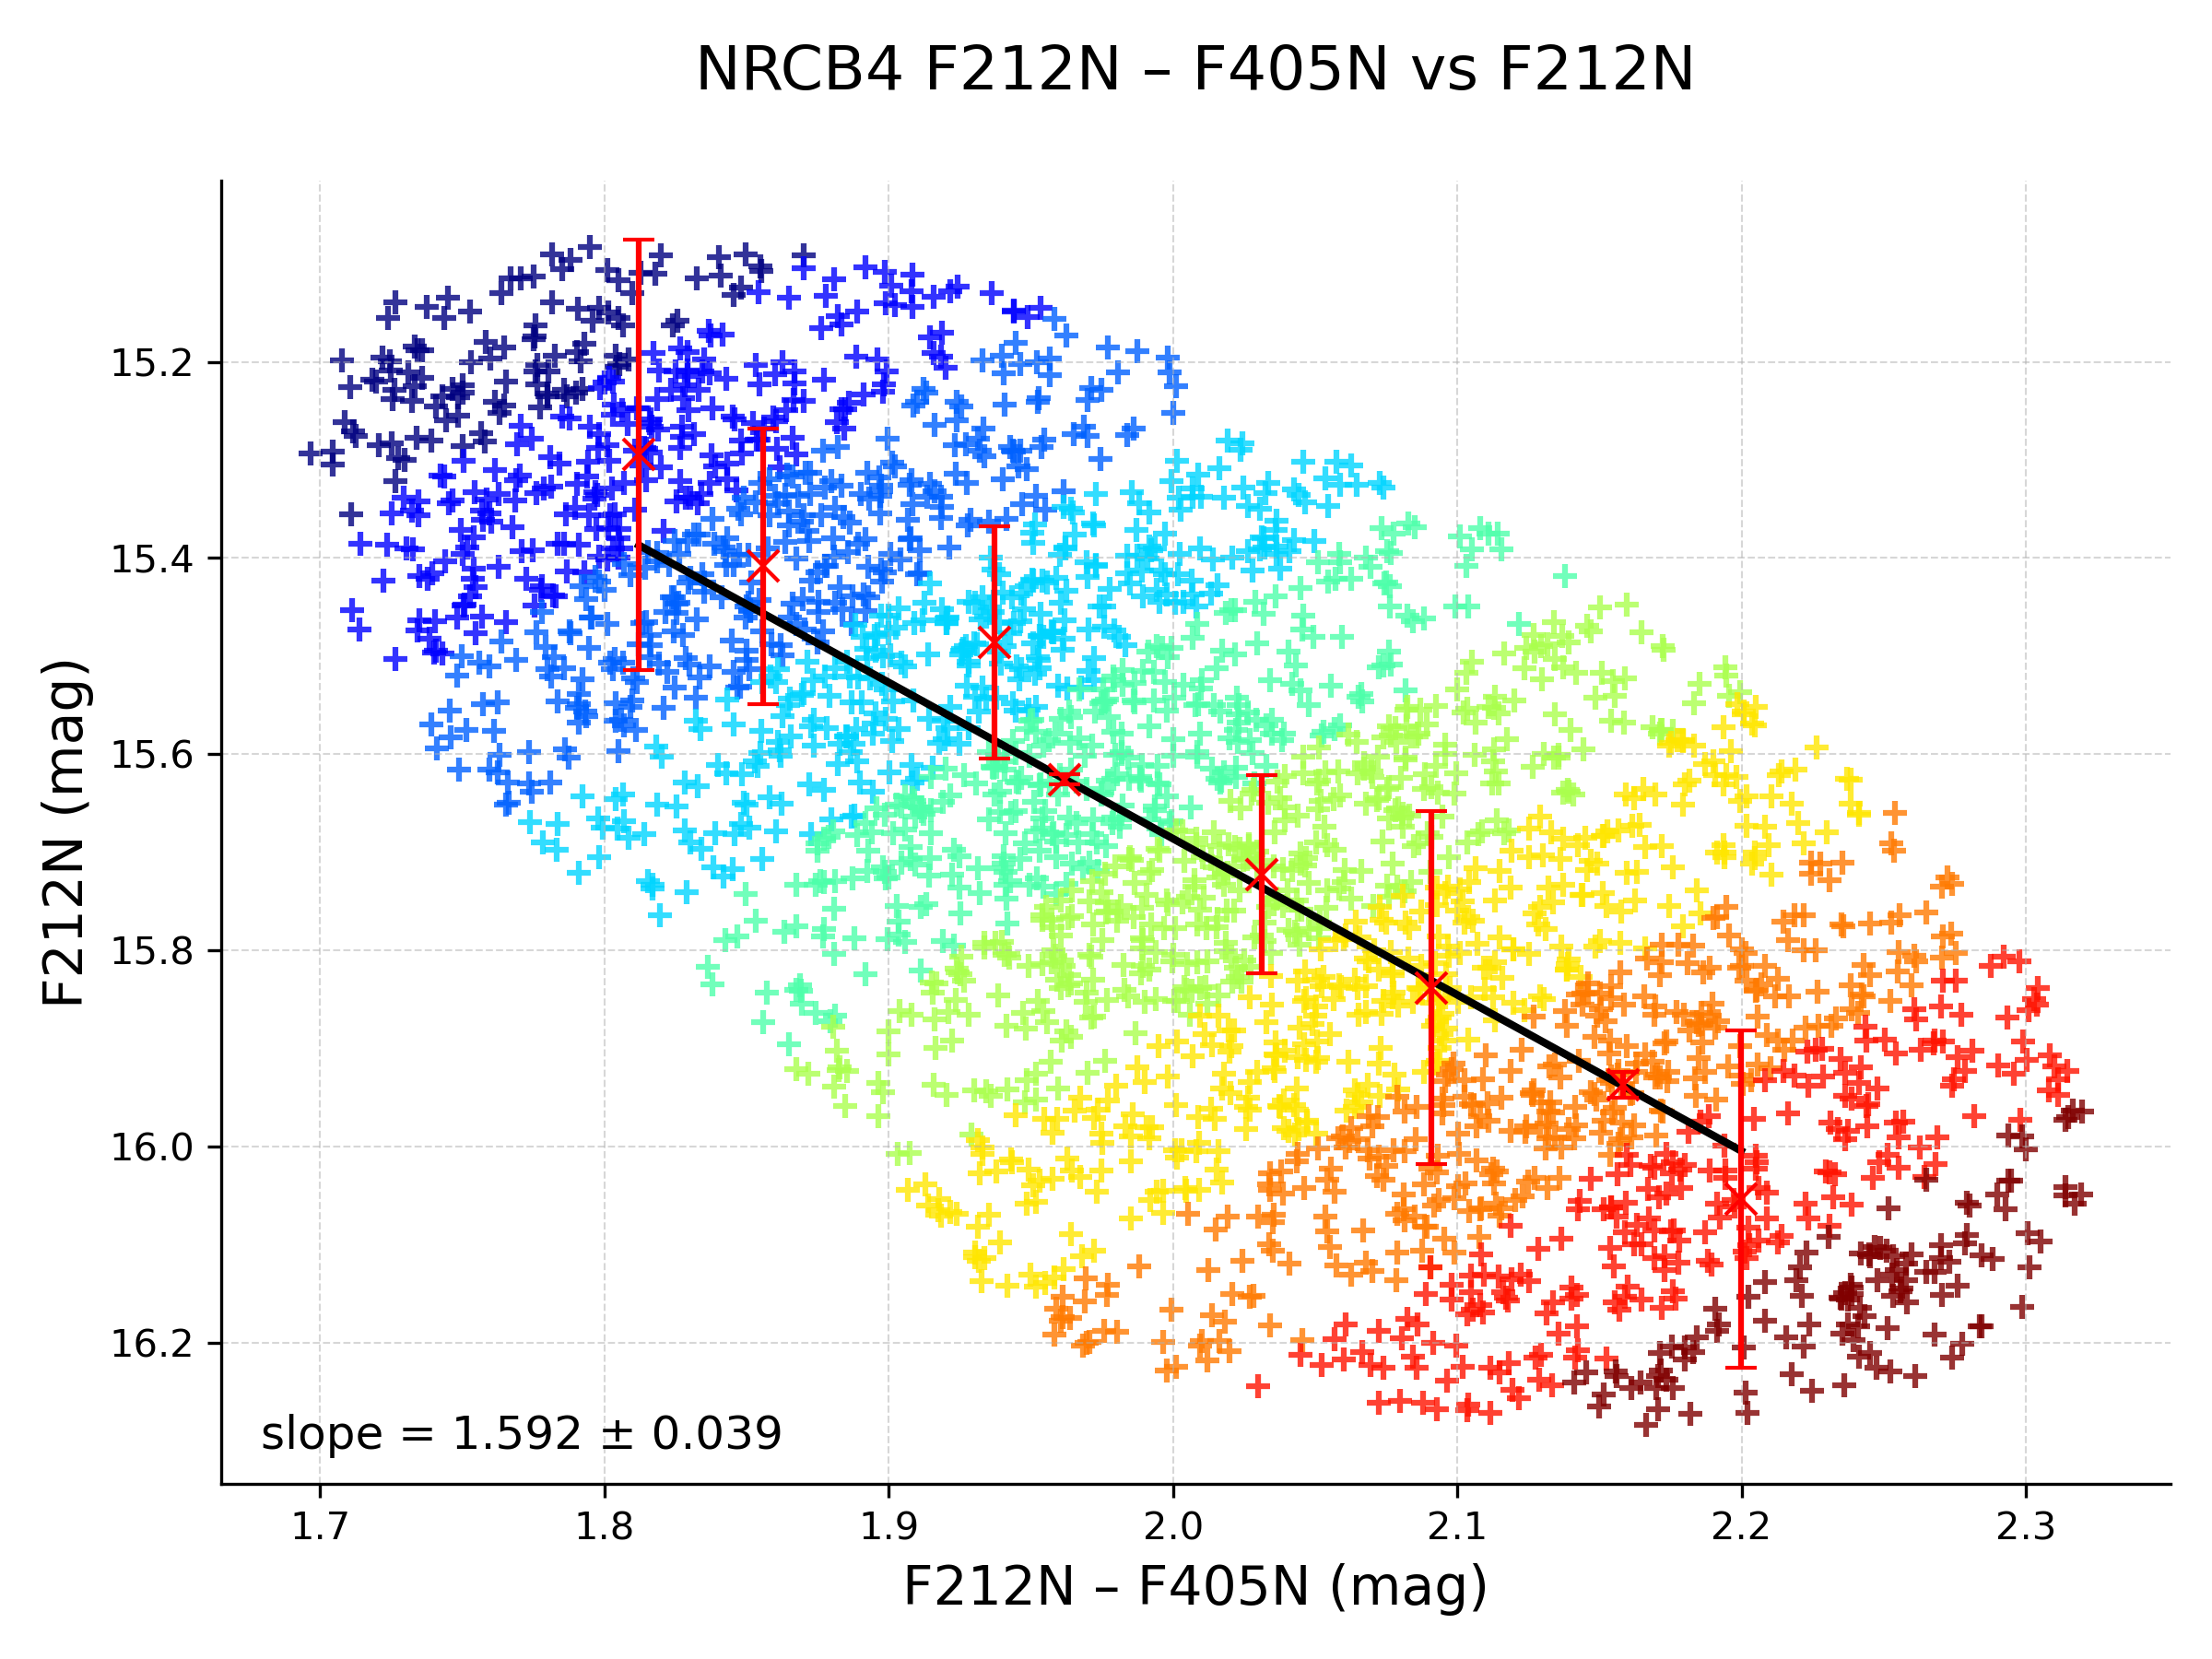 NRCB4 F212N – F405N vs F212N
F212N (mag)
15.2
15.4
15.6
15.8
16.0
16.2
slope = 1.592 ± 0.039
1.7 1.8 1.9 2.0 2.1 2.2 2.3
F212N – F405N (mag)